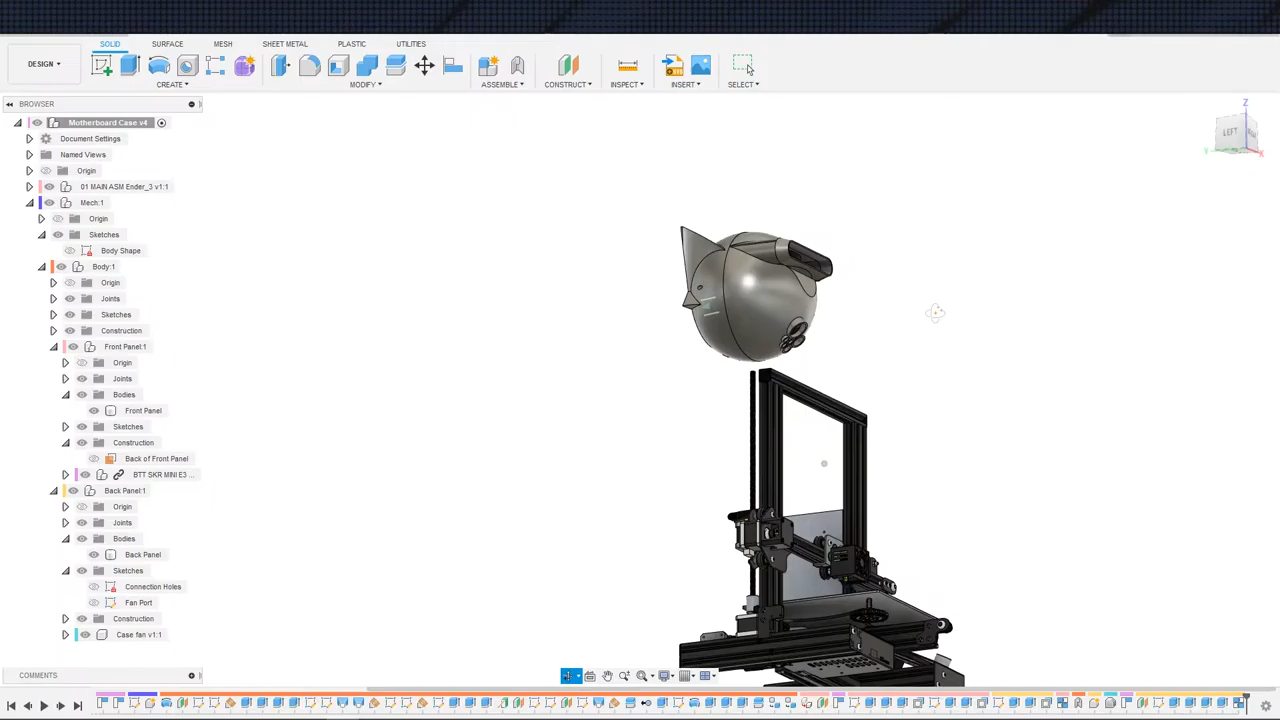 SOLID SURFACE MESH SHEET METAL PLASTIC UTILITIES
DESIGN
CREATE MODIFY ASSEMBLE CONSTRUCT INSPECT INSERT SELECT
BROWSER
Motherboard Case v4
Document Settings
Named Views
Origin
01 MAIN ASM Ender_3 v1:1
Mech:1
Origin
Sketches
Body Shape
Body:1
Origin
Joints
Sketches
Construction
Front Panel:1
Origin
Joints
Bodies
Front Panel
Sketches
Construction
Back of Front Panel
BTT SKR MINI E3 ...
Back Panel:1
Origin
Joints
Bodies
Back Panel
Sketches
Connection Holes
Fan Port
Construction
Case fan v1:1
COMMENTS
Z
LEFT
Y
X